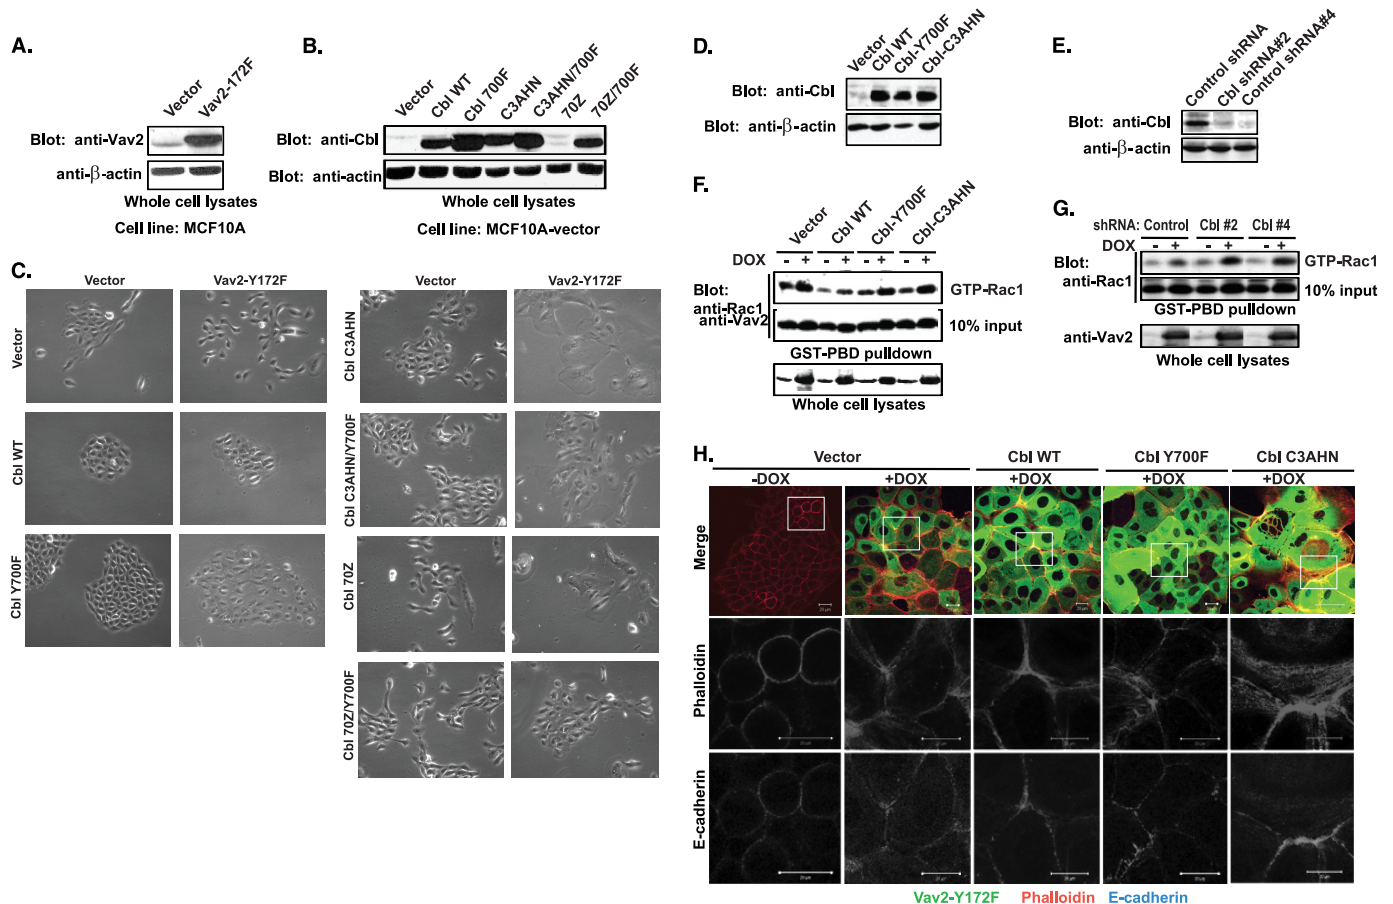 A.
Vector
Vav2-172F
Blot: anti-Vav2
anti-β-actin
Whole cell lysates
Cell line: MCF10A
B.
Vector
Cbl WT
Cbl 700F
C3AHN
C3AHN/700F
70Z
70Z/700F
Blot: anti-Cbl
Blot: anti-actin
Whole cell lysates
Cell line: MCF10A-vector
C.
Vector
Vav2-Y172F
Vector
Cbl WT
Cbl Y700F
Vector
Vav2-Y172F
Cbl C3AHN
Cbl C3AHN/Y700F
Cbl 70Z
Cbl 70Z/Y700F
D.
Vector
Cbl WT
Cbl-Y700F
Cbl-C3AHN
Blot: anti-Cbl
Blot: anti-β-actin
E.
Control shRNA
Cbl shRNA#2
Control shRNA#4
Blot: anti-Cbl
anti-β-actin
F.
Vector
Cbl WT
Cbl-Y700F
Cbl-C3AHN
DOX - + - + - + - +
Blot:
anti-Rac1
anti-Vav2
GTP-Rac1
10% input
GST-PBD pulldown
Whole cell lysates
G.
shRNA: Control Cbl #2 Cbl #4
DOX - + - + - +
Blot:
anti-Rac1
GTP-Rac1
10% input
GST-PBD pulldown
anti-Vav2
Whole cell lysates
H.
Vector Cbl WT Cbl Y700F Cbl C3AHN
-DOX +DOX +DOX +DOX +DOX
Merge
Phalloidin
E-cadherin
Vav2-Y172F Phalloidin E-cadherin